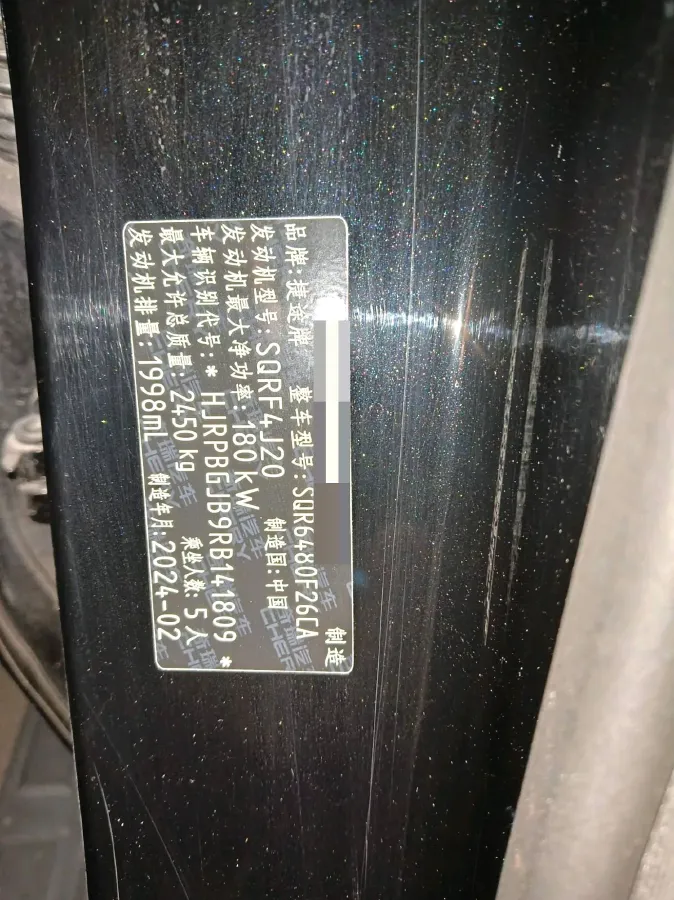 制造
品牌:捷途牌 整车型号:SQR6480F26CA
发动机型号:SQRF4J20 制造国:中国
发动机最大净功率:180 kW
车辆识别代号:* HJRPBGJB9RB141809 *
最大允许总质量:2450 kg 乘坐人数:5人
发动机排量:1998mL 制造年月:2024-02